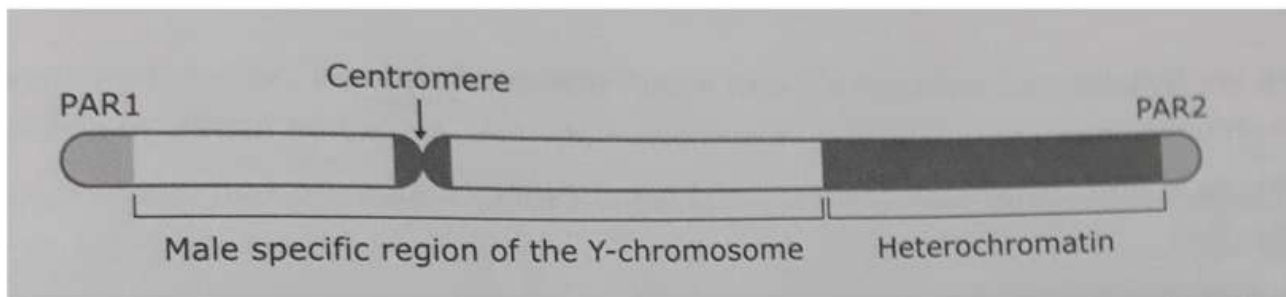 Centromere
PAR1
PAR2
Male specific region of the Y-chromosome
Heterochromatin